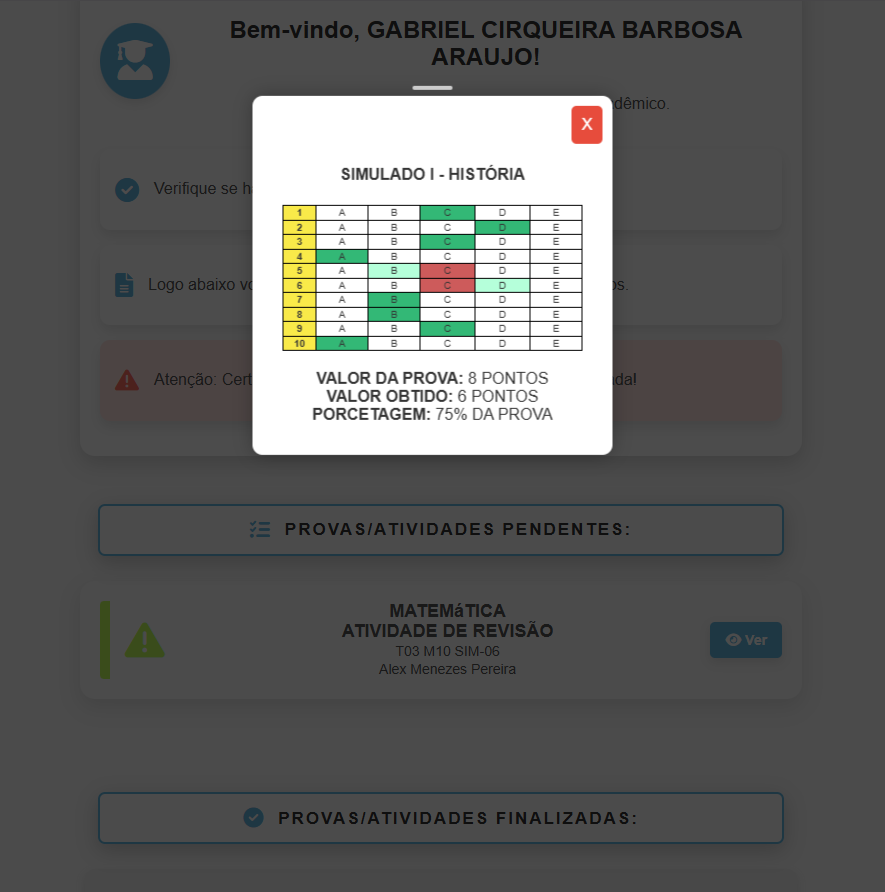 Bem-vindo, GABRIEL CIRQUEIRA BARBOSA
ARAUJO!
dêmico.
X
SIMULADO I - HISTÓRIA
Verifique se h
1 A B C D E
2 A B C D E
3 A B C D E
4 A B C D E
5 A B C D E
6 A B C D E
7 A B C D E
8 A B C D E
9 A B C D E
10 A B C D E
Logo abaixo vo
os.
VALOR DA PROVA: 8 PONTOS
VALOR OBTIDO: 6 PONTOS
PORCETAGEM: 75% DA PROVA
Atenção: Cert
ada!
PROVAS/ATIVIDADES PENDENTES:
MATEMáTICA
ATIVIDADE DE REVISÃO
T03 M10 SIM-06
Alex Menezes Pereira
Ver
PROVAS/ATIVIDADES FINALIZADAS: